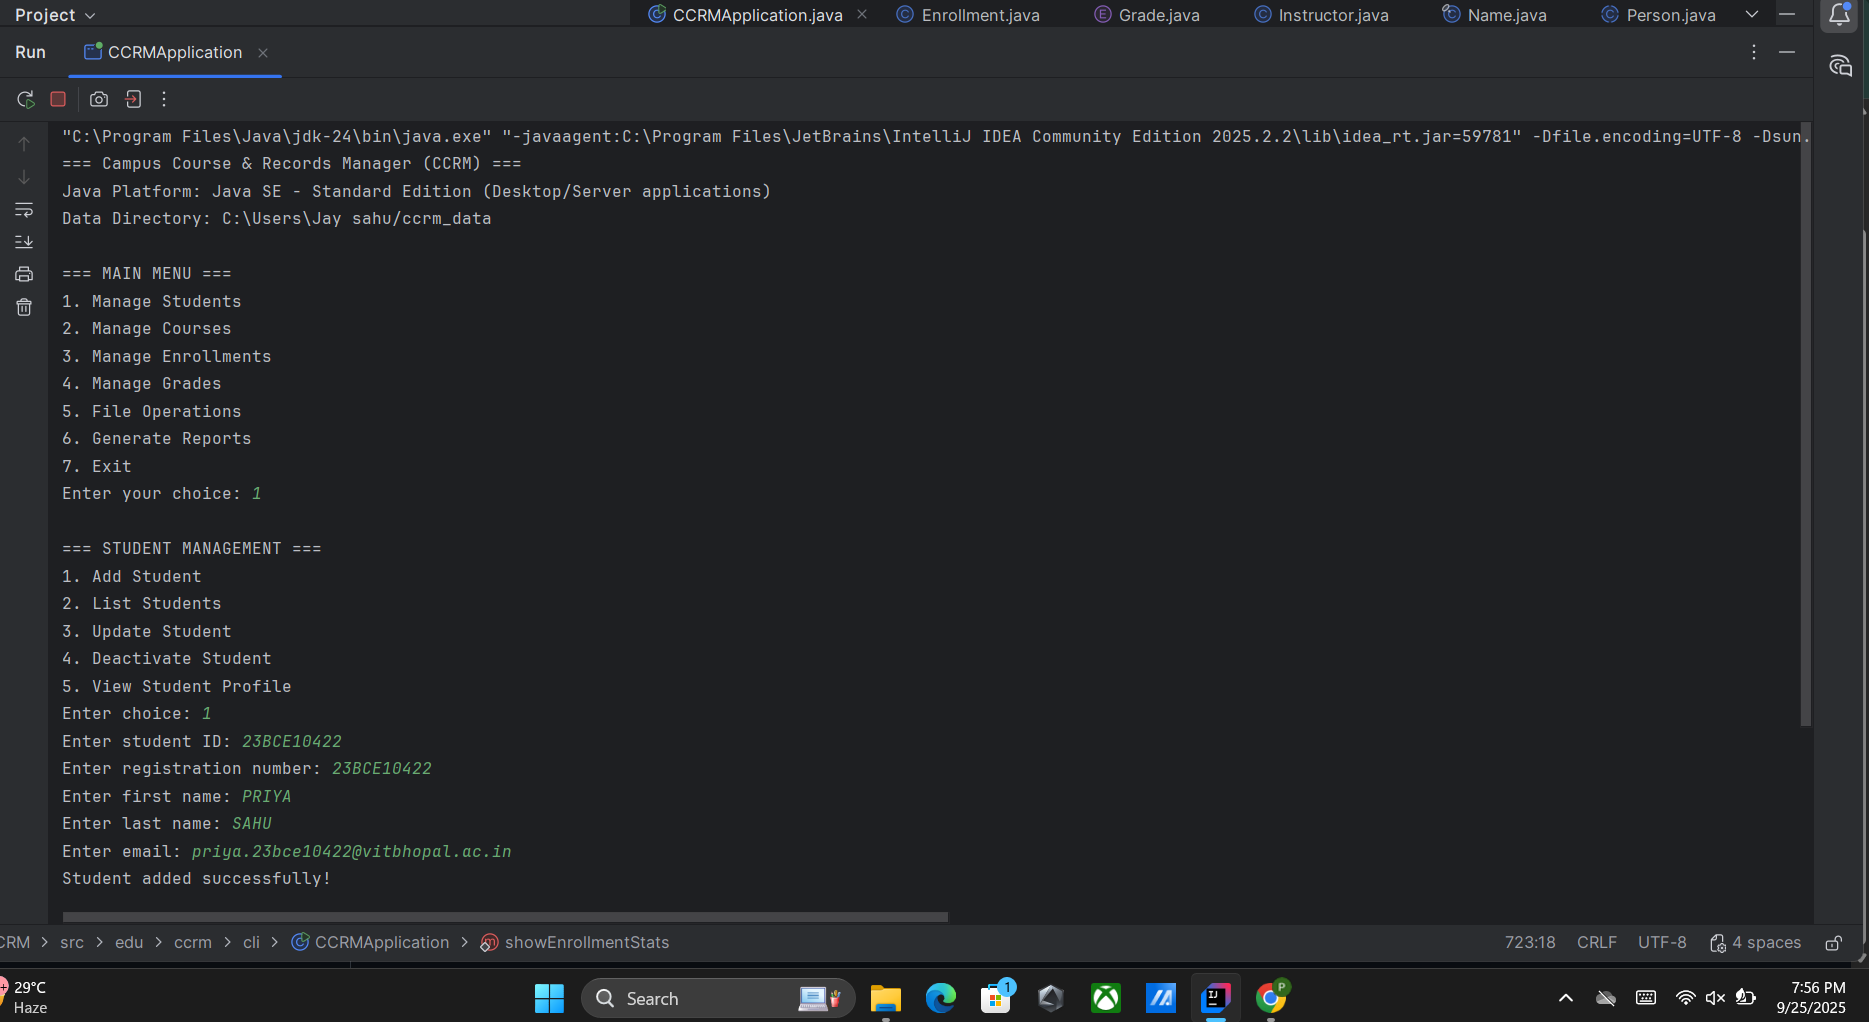 Project
CCRMApplication.java
Enrollment.java
Grade.java
Instructor.java
Name.java
Person.java
Run
CCRMApplication
"C:\Program Files\Java\jdk-24\bin\java.exe" "-javaagent:C:\Program Files\JetBrains\IntelliJ IDEA Community Edition 2025.2.2\lib\idea_rt.jar=59781" -Dfile.encoding=UTF-8 -Dsun.
=== Campus Course & Records Manager (CCRM) ===
Java Platform: Java SE - Standard Edition (Desktop/Server applications)
Data Directory: C:\Users\Jay sahu/ccrm_data
=== MAIN MENU ===
1. Manage Students
2. Manage Courses
3. Manage Enrollments
4. Manage Grades
5. File Operations
6. Generate Reports
7. Exit
Enter your choice: 1
=== STUDENT MANAGEMENT ===
1. Add Student
2. List Students
3. Update Student
4. Deactivate Student
5. View Student Profile
Enter choice: 1
Enter student ID: 23BCE10422
Enter registration number: 23BCE10422
Enter first name: PRIYA
Enter last name: SAHU
Enter email: priya.23bce10422@vitbhopal.ac.in
Student added successfully!
CRM > src > edu > ccrm > cli > CCRMApplication > showEnrollmentStats
723:18 CRLF UTF-8 4 spaces
29°C
Haze
Search
1
P
7:56 PM
9/25/2025